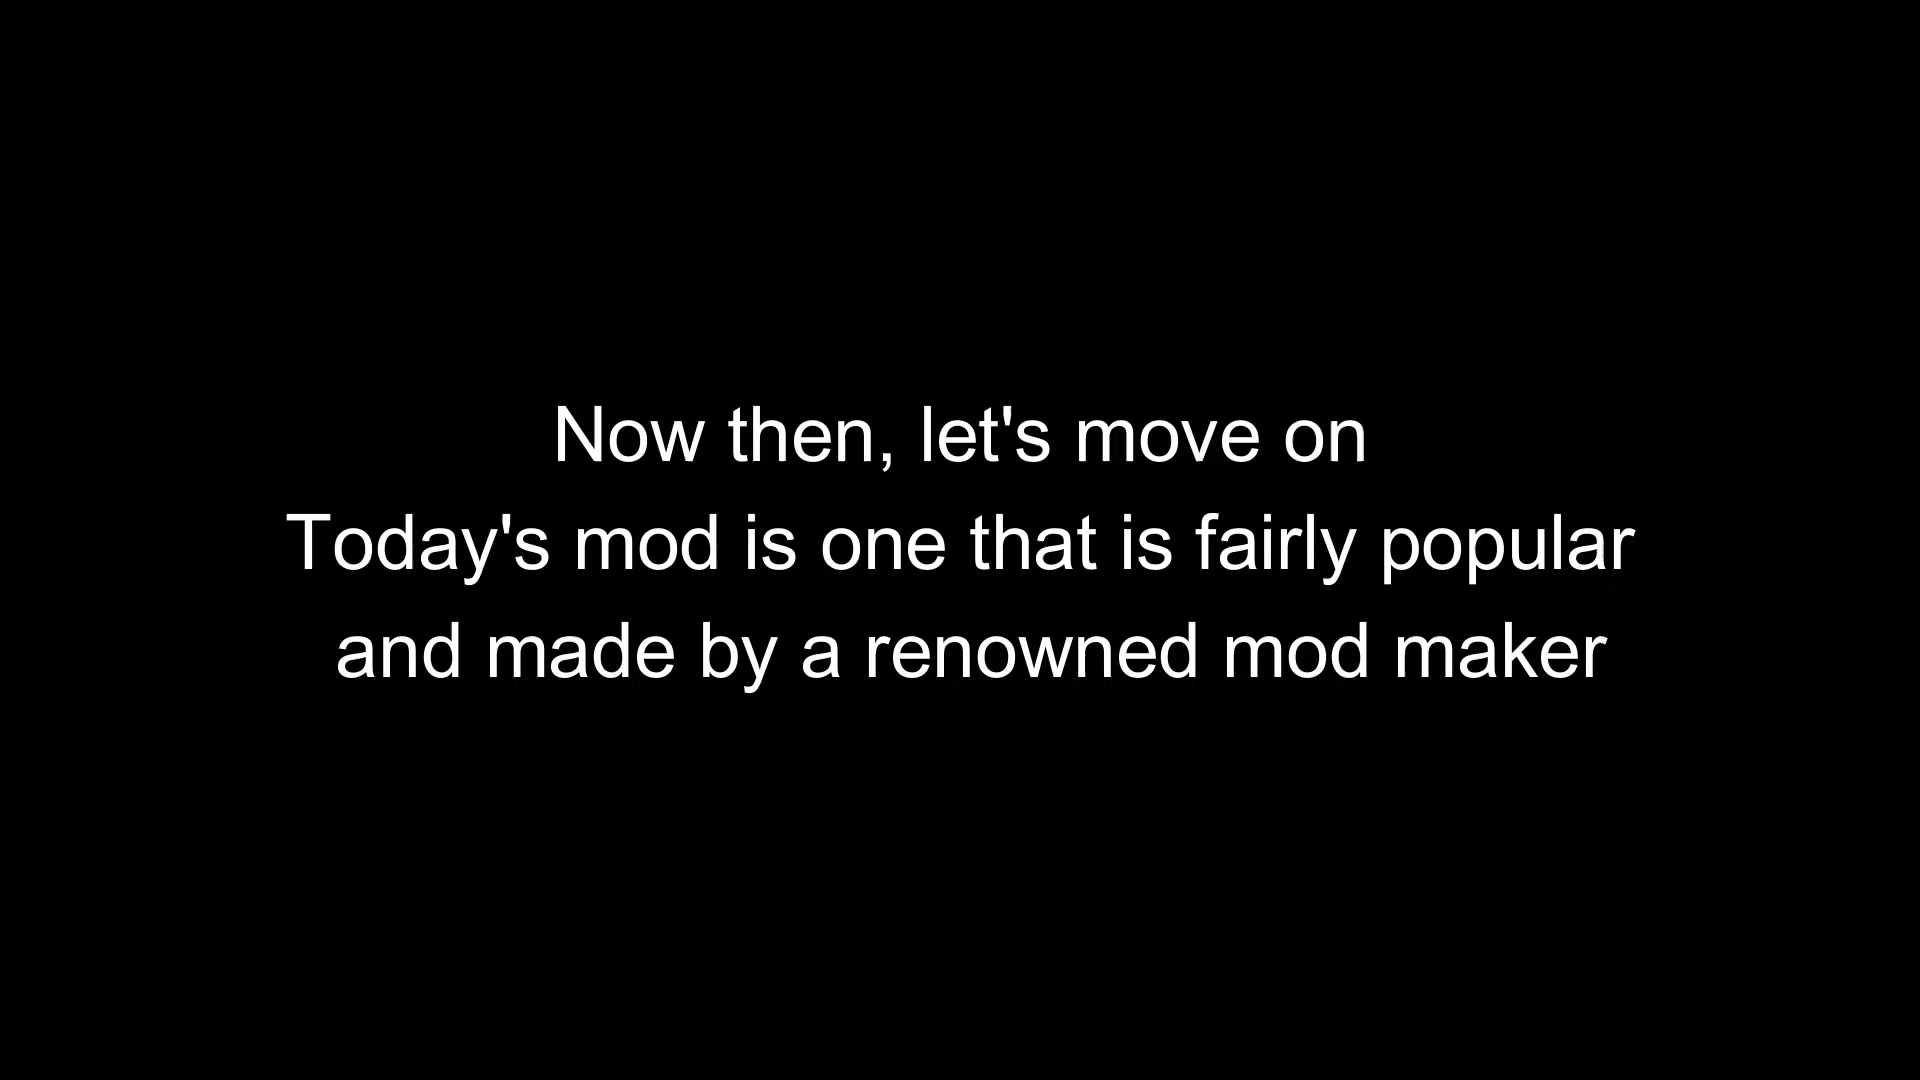 Now then, let's move on
Today's mod is one that is fairly popular
and made by a renowned mod maker